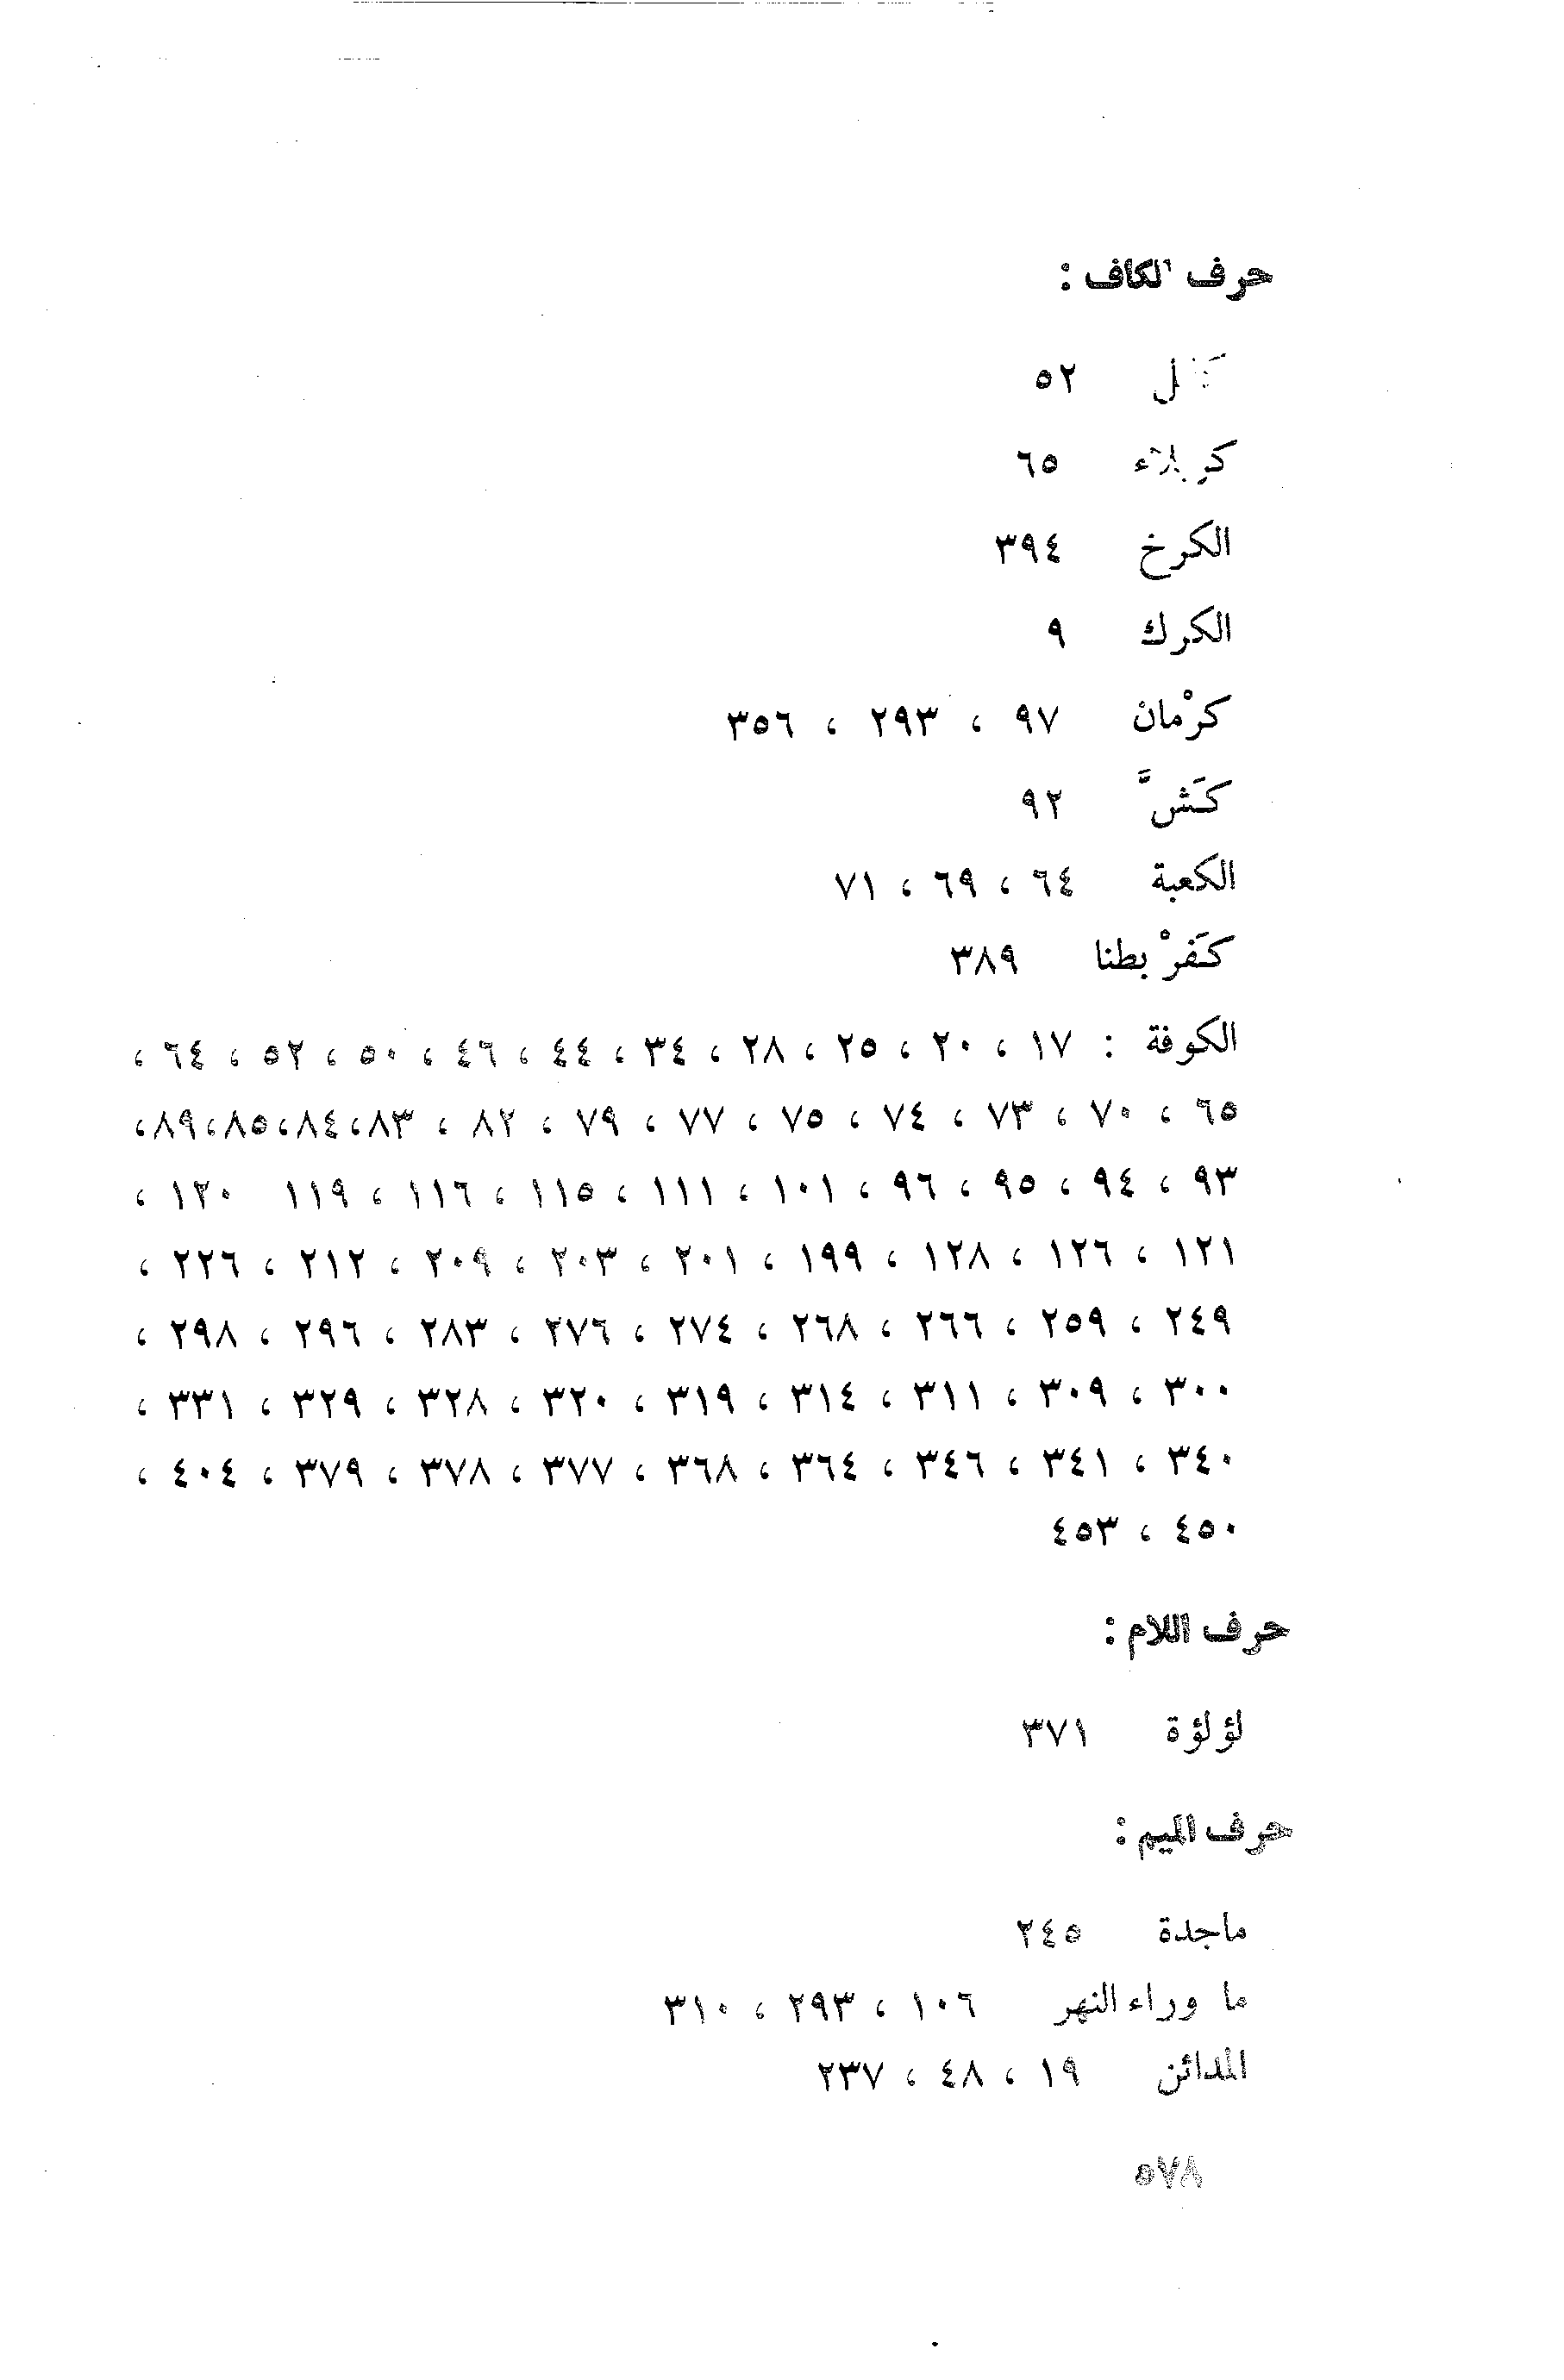 حرف الكاف :
٥٢
كربلاء ٦٥
الكرخ ٣٩٤
الكرك ٩
كرْمان ٩٧ ، ٢٩٣ ، ٣٥٦
كَشَّ ٩٢
الكعبة ٦٤ ، ٦٩ ، ٧١
كَفَرْ بطنا ٣٨٩
الكوفة : ١٧ ، ٢٠ ، ٢٥ ، ٢٨ ، ٣٤ ، ٤٤ ، ٤٦ ، ٥٠ ، ٥٢ ، ٦٤ ،
٦٥ ، ٧٠ ، ٧٣ ، ٧٤ ، ٧٥ ، ٧٧ ، ٧٩ ، ٨٢ ، ٨٣،٨٤،٨٥،٨٩،
٩٣ ، ٩٤ ، ٩٥ ، ٩٦ ، ١٠١ ، ١١١ ، ١١٥ ، ١١٦ ، ١١٩ ١٢٠ ،
١٢١ ، ١٢٦ ، ١٢٨ ، ١٩٩ ، ٢٠١ ، ٢٠٣ ، ٢٠٩ ، ٢١٢ ، ٢٢٦ ،
٢٤٩ ، ٢٥٩ ، ٢٦٦ ، ٢٦٨ ، ٢٧٤ ، ٢٧٦ ، ٢٨٣ ، ٢٩٦ ، ٢٩٨ ،
٣٠٠ ، ٣٠٩ ، ٣١١ ، ٣١٤ ، ٣١٩ ، ٣٢٠ ، ٣٢٨ ، ٣٢٩ ، ٣٣١ ،
٣٤٠ ، ٣٤١ ، ٣٤٦ ، ٣٦٤ ، ٣٦٨ ، ٣٧٧ ، ٣٧٨ ، ٣٧٩ ، ٤٠٤ ،
٤٥٠ ، ٤٥٣
حرف اللام :
لؤلؤة ٣٧١
حرف الميم :
ماجدة ٢٤٥
ما وراء النهر ١٠٦ ، ٢٩٣ ، ٣١٠
المدائن ١٩ ، ٤٨ ، ٢٣٧
٥٧٨